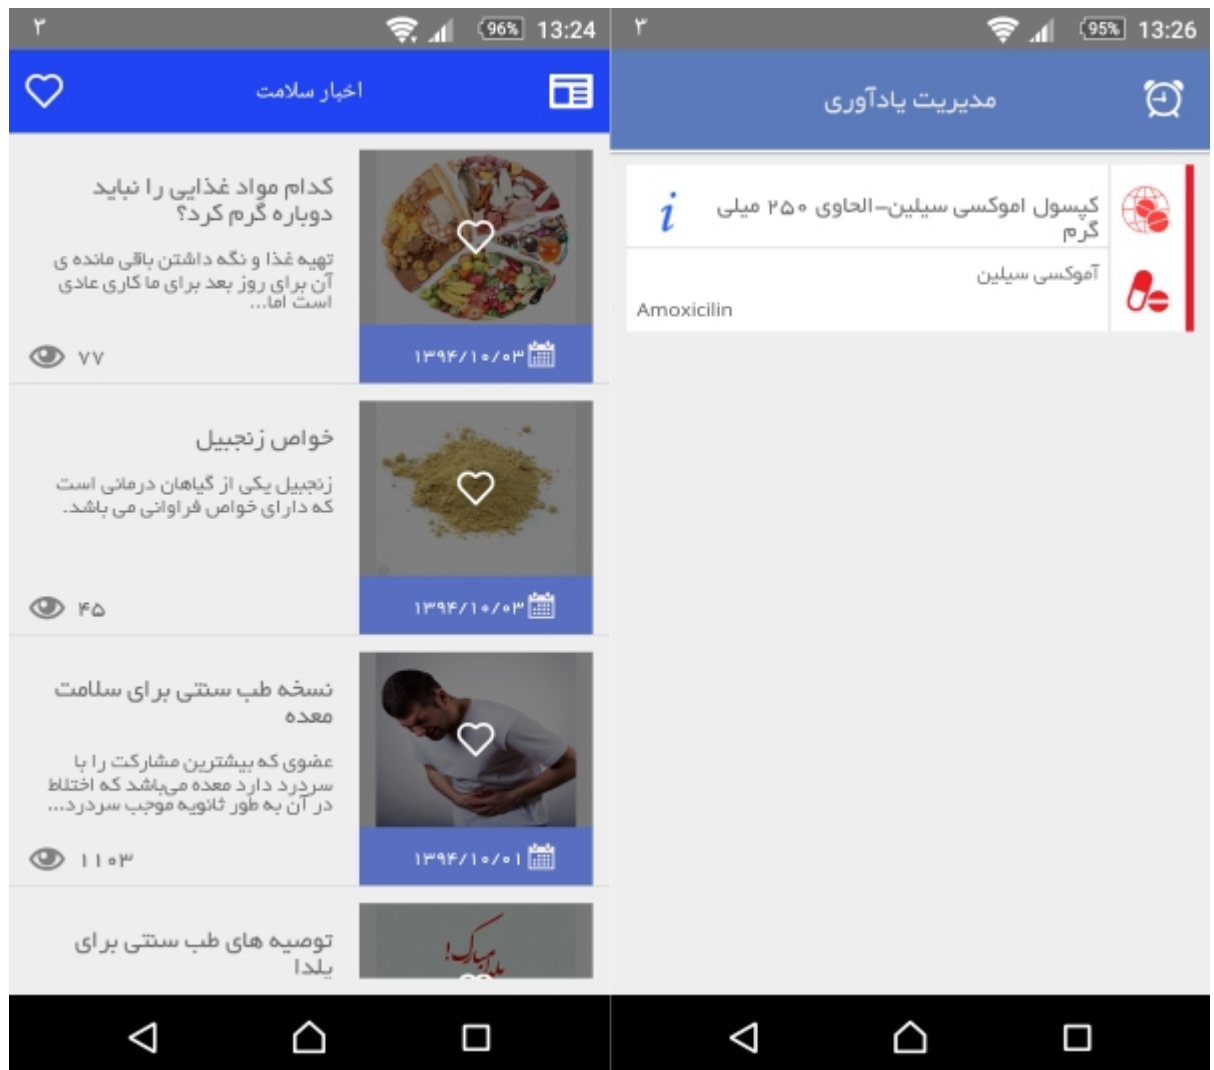 ۳
96%
13:24
اخبار سلامت
کدام مواد غذایی را نباید
دوباره گرم کرد؟
تهیه غذا و نگه داشتن باقی مانده ی
آن برای روز بعد برای ما کاری عادی
است اما...
۷۷
۱۳۹۴/۱۰/۰۳
خواص زنجبیل
زنجبیل یکی از گیاهان درمانی است
که دارای خواص فراوانی می باشد.
۴۵
۱۳۹۴/۱۰/۰۳
نسخه طب سنتی برای سلامت
معده
عضوی که بیشترین مشارکت را با
سردرد دارد معده می‌باشد که اختلاط
در آن به طور ثانویه موجب سردرد...
۱۱۰۳
۱۳۹۴/۱۰/۰۱
توصیه های طب سنتی برای
یلدا
یلدا مبارک!
۳
95%
13:26
مدیریت یادآوری
کپسول اموکسی سیلین-الحاوی ۲۵۰ میلی
گرم
آموکسی سیلین
Amoxicilin